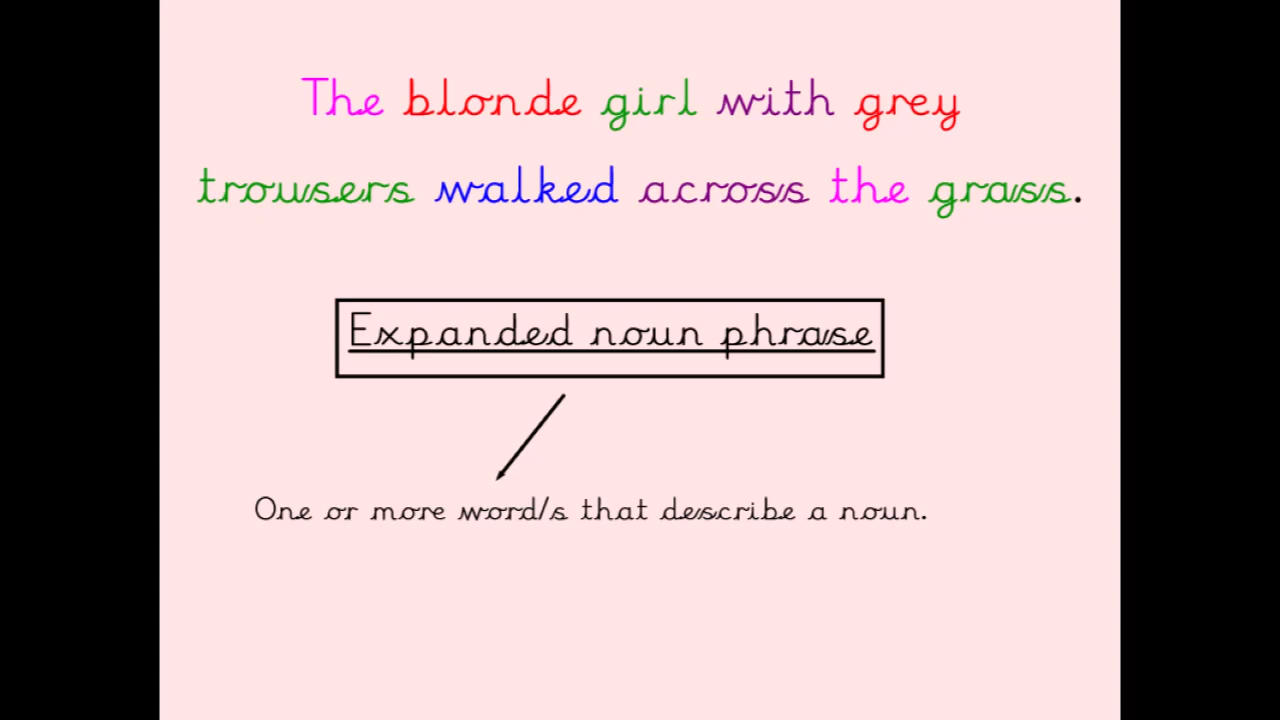 The blonde girl with grey
trousers walked across the grass.
Expanded noun phrase
One or more word/s that describe a noun.